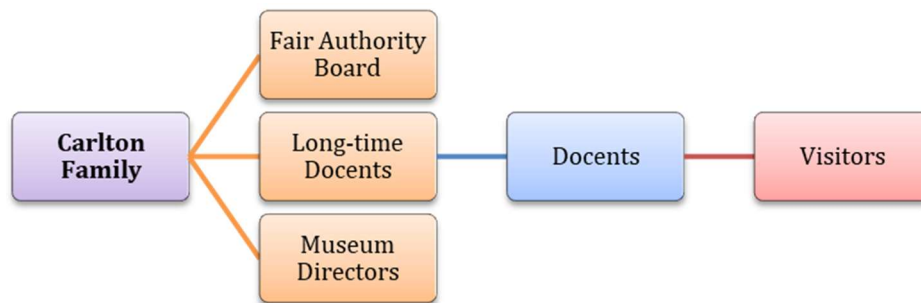 Fair Authority
Board
Carlton
Family
Long-time
Docents
Docents
Visitors
Museum
Directors